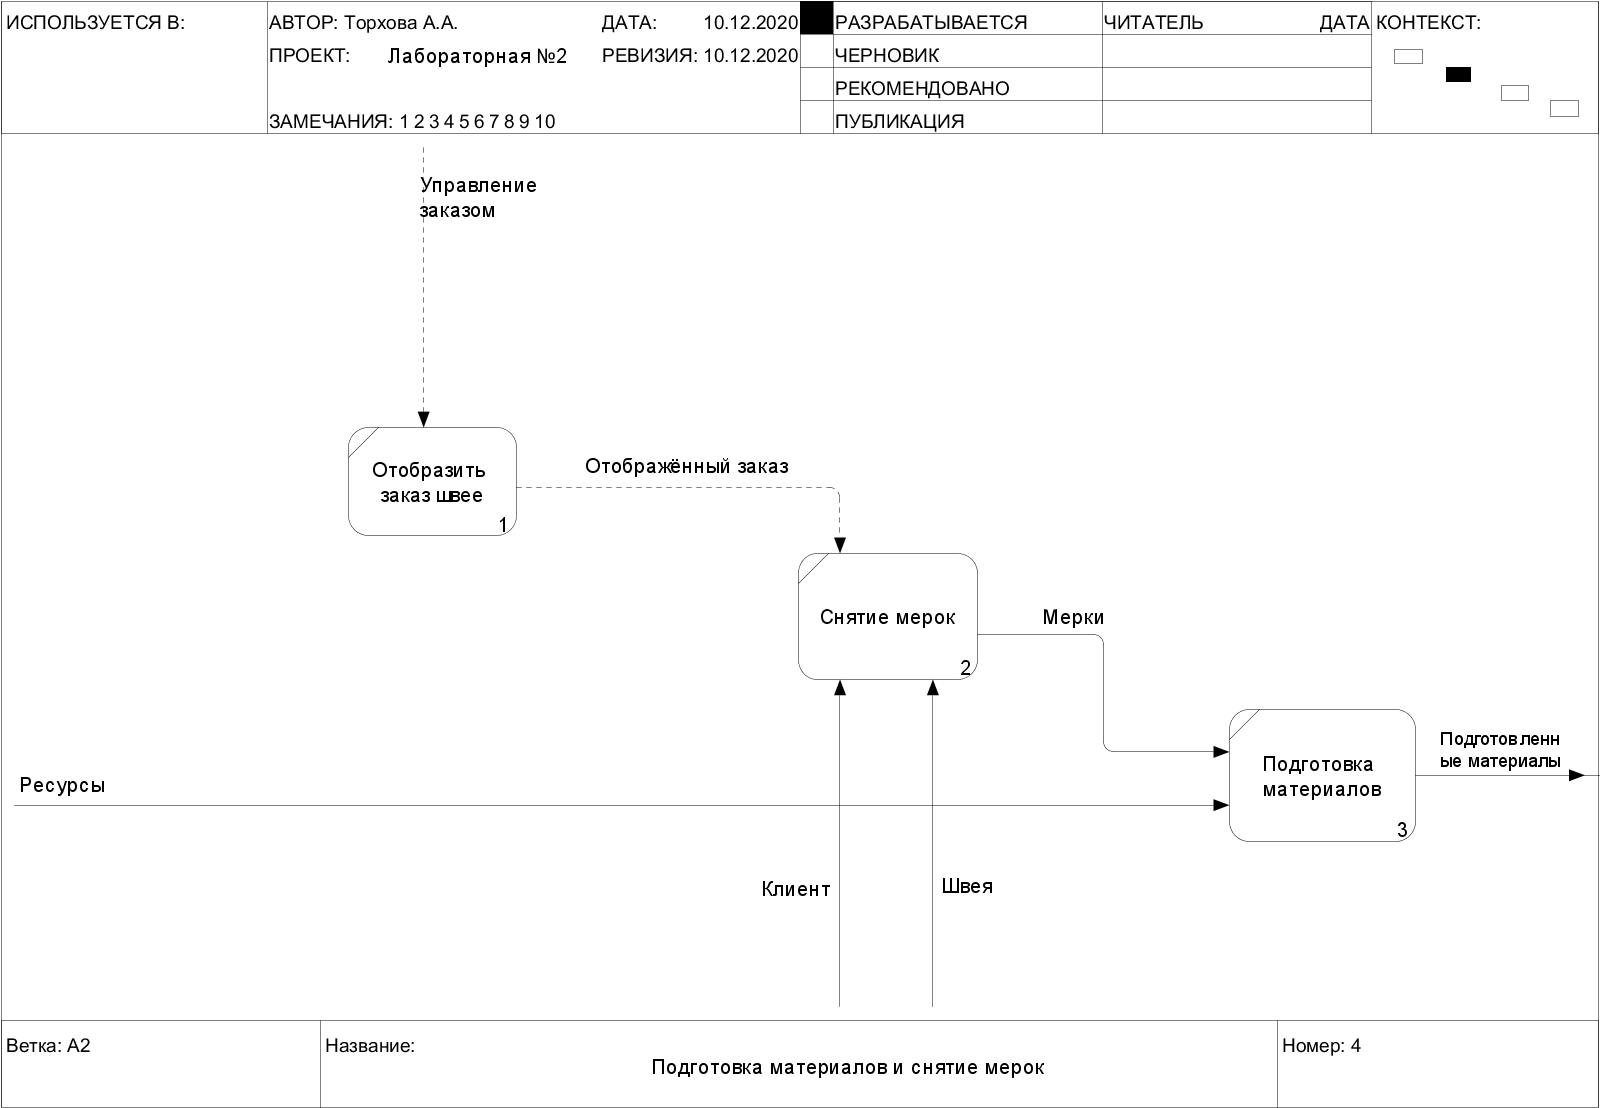 ИСПОЛЬЗУЕТСЯ В:
АВТОР: Торхова А.А.
ДАТА: 10.12.2020
ПРОЕКТ: Лабораторная №2
РЕВИЗИЯ: 10.12.2020
ЗАМЕЧАНИЯ: 1 2 3 4 5 6 7 8 9 10
РАЗРАБАТЫВАЕТСЯ
ЧЕРНОВИК
РЕКОМЕНДОВАНО
ПУБЛИКАЦИЯ
ЧИТАТЕЛЬ
ДАТА
КОНТЕКСТ:
Управление
заказом
Отобразить
заказ швее
1
Отображённый заказ
Снятие мерок
2
Мерки
Подготовленн
ые материалы
Подготовка
материалов
3
Ресурсы
Клиент
Швея
Ветка: A2
Название:
Подготовка материалов и снятие мерок
Номер: 4